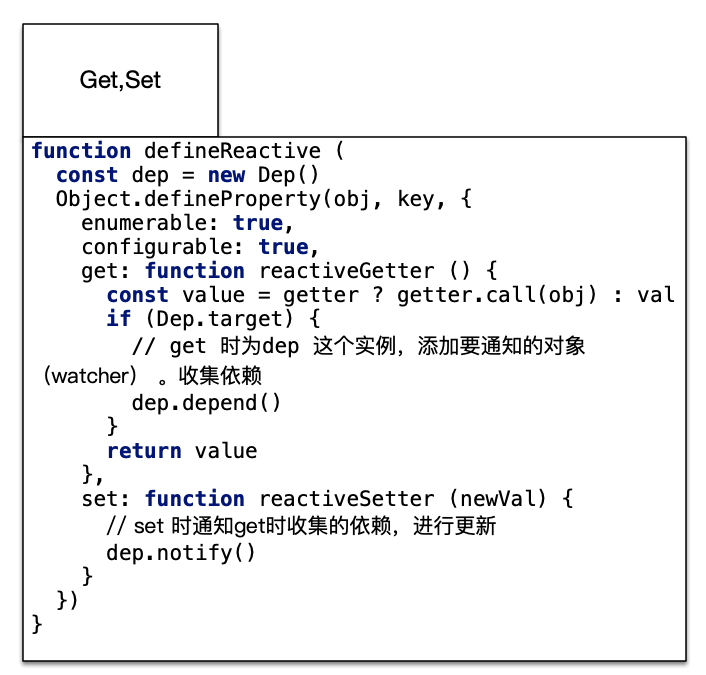 Get,Set
function defineReactive (
  const dep = new Dep()
  Object.defineProperty(obj, key, {
    enumerable: true,
    configurable: true,
    get: function reactiveGetter () {
      const value = getter ? getter.call(obj) : val
      if (Dep.target) {
        // get 时为dep 这个实例，添加要通知的对象
（watcher） 。收集依赖
        dep.depend()
      }
      return value
    },
    set: function reactiveSetter (newVal) {
      // set 时通知get时收集的依赖，进行更新
      dep.notify()
    }
  })
}